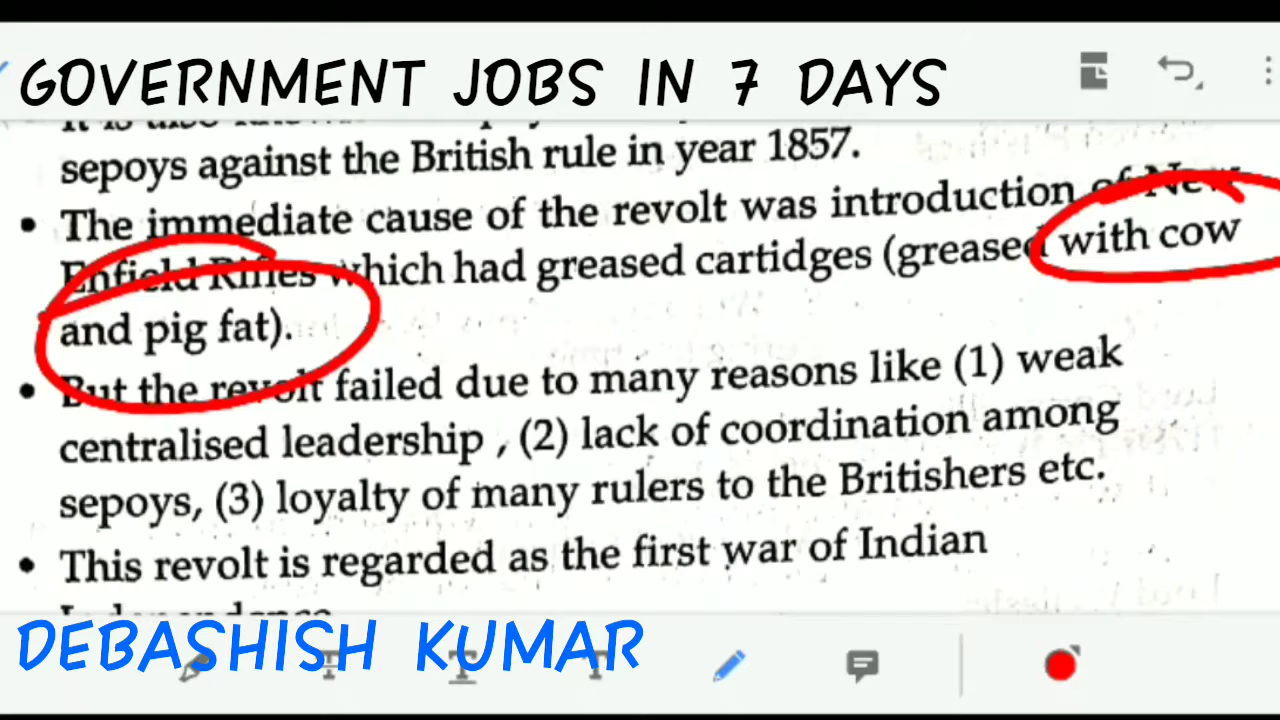 GOVERNMENT JOBS IN 7 DAYS
sepoys against the British rule in year 1857.
• The immediate cause of the revolt was introduction of New
Enfield Rifles which had greased cartidges (greased with cow
and pig fat).
• But the revolt failed due to many reasons like (1) weak
centralised leadership , (2) lack of coordination among
sepoys, (3) loyalty of many rulers to the Britishers etc.
• This revolt is regarded as the first war of Indian
DEBASHISH KUMAR